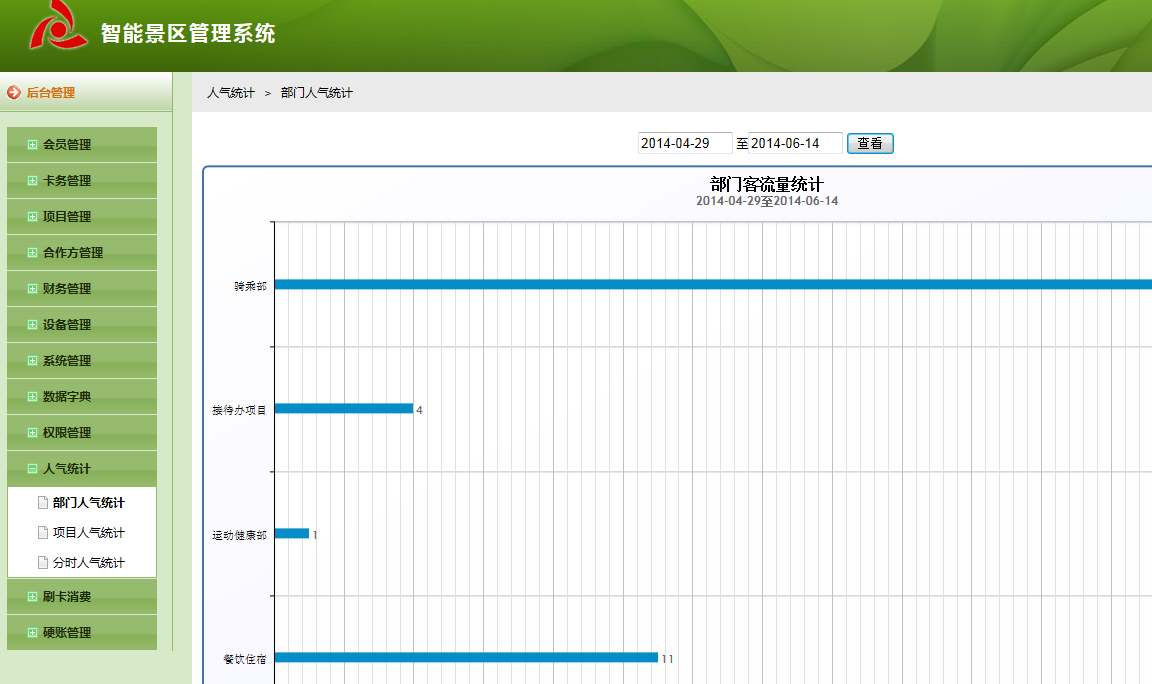 智能景区管理系统
后台管理
人气统计 > 部门人气统计
会员管理
卡务管理
项目管理
合作方管理
财务管理
设备管理
系统管理
数据字典
权限管理
人气统计
部门人气统计
项目人气统计
分时人气统计
刷卡消费
硬账管理
2014-04-29 至 2014-06-14 查看
部门客流量统计
2014-04-29至2014-06-14
骑乘部
接待办项目 4
运动健康部 1
餐饮住宿 11